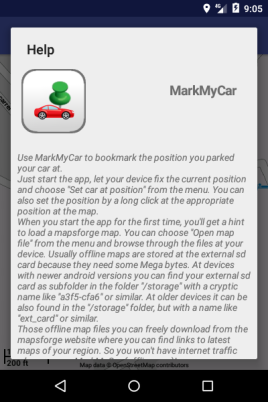 4G
9:05
Help
MarkMyCar
Use MarkMyCar to bookmark the position you parked
your car at.
Just start the app, let your device fix the current position
and choose "Set car at position" from the menu. You can
also set the position by a long click at the appropriate
position at the map.
When you start the app for the first time, you'll get a hint
to load a mapsforge map. You can choose "Open map
file" from the menu and browse through the files at your
device. Usually offline maps are stored at the external sd
card because they need some Mega bytes. At devices
with newer android versions you can find your external sd
card as subfolder in the folder "/storage" with a cryptic
name like "a3f5-cfa6" or similar. At older devices it can be
also found in the "/storage" folder, but with a name like
"ext_card" or similar.
Those offline map files you can freely download from the
mapsforge website where you can find links to latest
maps of your region. So you won't have internet traffic
200 ft
Map data © OpenStreetMap contributors